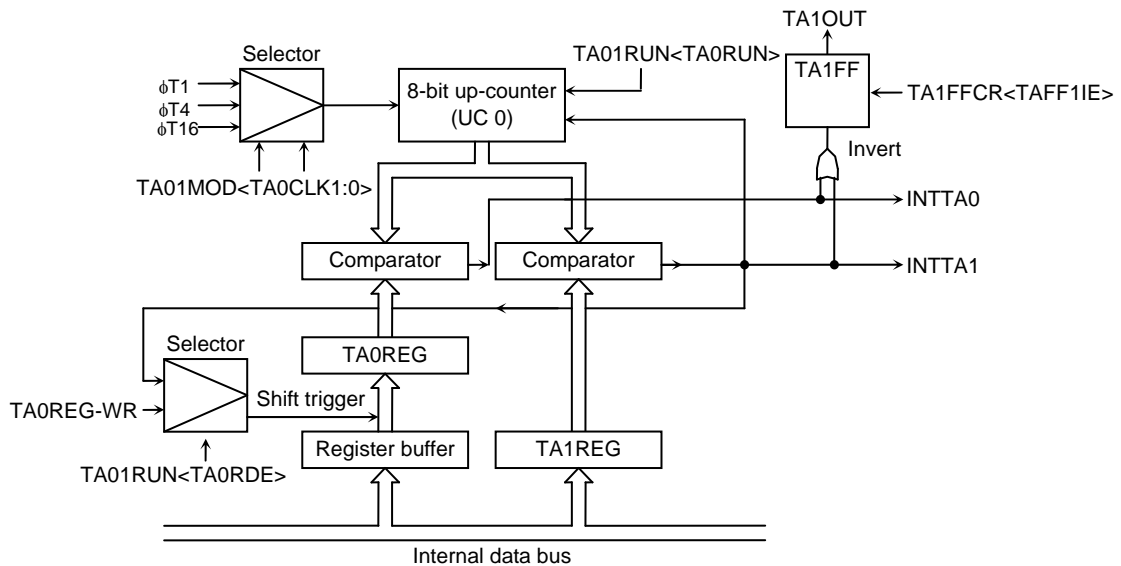 TA1OUT
Selector
TA01RUN<TA0RUN>
TA1FF
ϕT1
ϕT4
ϕT16
8-bit up-counter
(UC 0)
TA1FFCR<TAFF1IE>
Invert
TA01MOD<TA0CLK1:0>
INTTA0
Comparator
Comparator
INTTA1
Selector
TA0REG
Shift trigger
TA0REG-WR
Register buffer
TA1REG
TA01RUN<TA0RDE>
Internal data bus